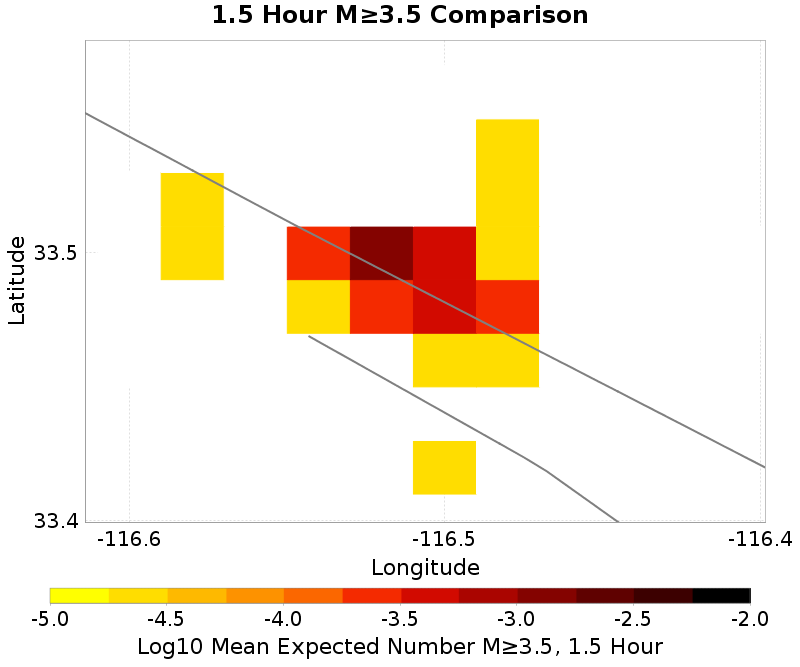 1.5 Hour M≥3.5 Comparison
Latitude
33.5
33.4
-116.6 -116.5 -116.4
Longitude
-5.0 -4.5 -4.0 -3.5 -3.0 -2.5 -2.0
Log10 Mean Expected Number M≥3.5, 1.5 Hour